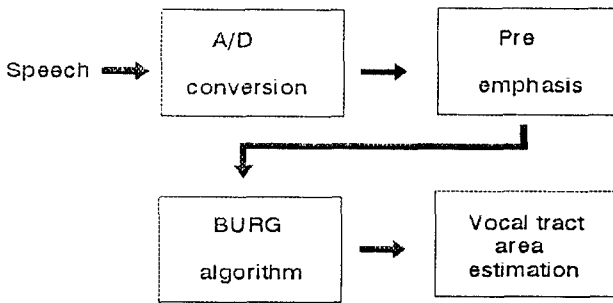 Speech
A/D
conversion
Pre
emphasis
BURG
algorithm
Vocal tract
area
estimation